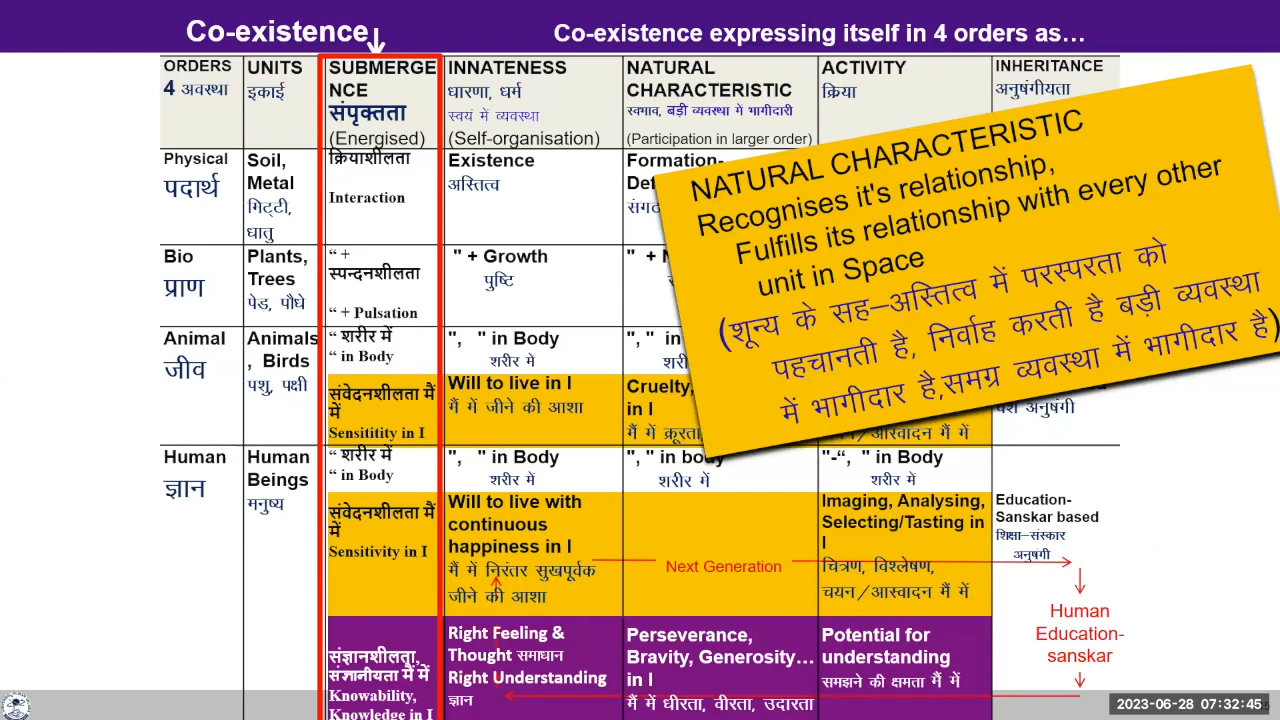 Co-existence
Co-existence expressing itself in 4 orders as…
ORDERS
4 अवस्था
UNITS
इकाई
SUBMERGE
NCE
संपृक्तता
(Energised)
INNATENESS
धारणा, धर्म
स्वयं में व्यवस्था
(Self-organisation)
NATURAL
CHARACTERISTIC
स्वभाव, बड़ी व्यवस्था में भागीदारी
(Participation in larger order)
ACTIVITY
क्रिया
INHERITANCE
अनुषंगीयता
Physical
पदार्थ
Soil,
Metal
मिट्टी,
धातु
क्रियाशीलता
Interaction
Existence
अस्तित्व
Formation-
Bio
प्राण
Plants,
Trees
पेड, पौधे
“ +
स्पन्दनशीलता
“ + Pulsation
" + Growth
पुष्टि
Animal
जीव
Animals
, Birds
पशु, पक्षी
“ शरीर में
“ in Body
", " in Body
शरीर में
Will to live in I
मैं में जीने की आशा
संवेदनशीलता मैं
में
Sensitity in I
Cruelty,
in I
मैं में क्रूरता
चयन/आस्वादन मैं में
वंश अनुषंगी
NATURAL CHARACTERISTIC
Recognises it's relationship,
Fulfills its relationship with every other
unit in Space
(शून्य के सह–अस्तित्व में परस्परता को
पहचानती है, निर्वाह करती है बड़ी व्यवस्था
में भागीदार है,समग्र व्यवस्था में भागीदार है)
Human
ज्ञान
Human
Beings
मनुष्य
“ शरीर में
“ in Body
", " in Body
शरीर में
", " in body
शरीर में
"-“, " in Body
शरीर में
संवेदनशीलता मैं
में
Sensitivity in I
Will to live with
continuous
happiness in I
मैं में निरंतर सुखपूर्वक
जीने की आशा
Next Generation
Imaging, Analysing,
Selecting/Tasting in
I
चित्रण, विश्लेषण,
चयन/आस्वादन मैं में
Education-
Sanskar based
शिक्षा–संस्कार
अनुषगी
Human
Education-
sanskar
संज्ञानशीलता,
संज्ञानीयता मैं में
Knowability,
Knowledge in I
Right Feeling &
Thought समाधान
Right Understanding
ज्ञान
Perseverance,
Bravity, Generosity…
in I
मैं में धीरता, वीरता, उदारता
Potential for
understanding
समझने की क्षमता मैं में
2023-06-28 07:32:45